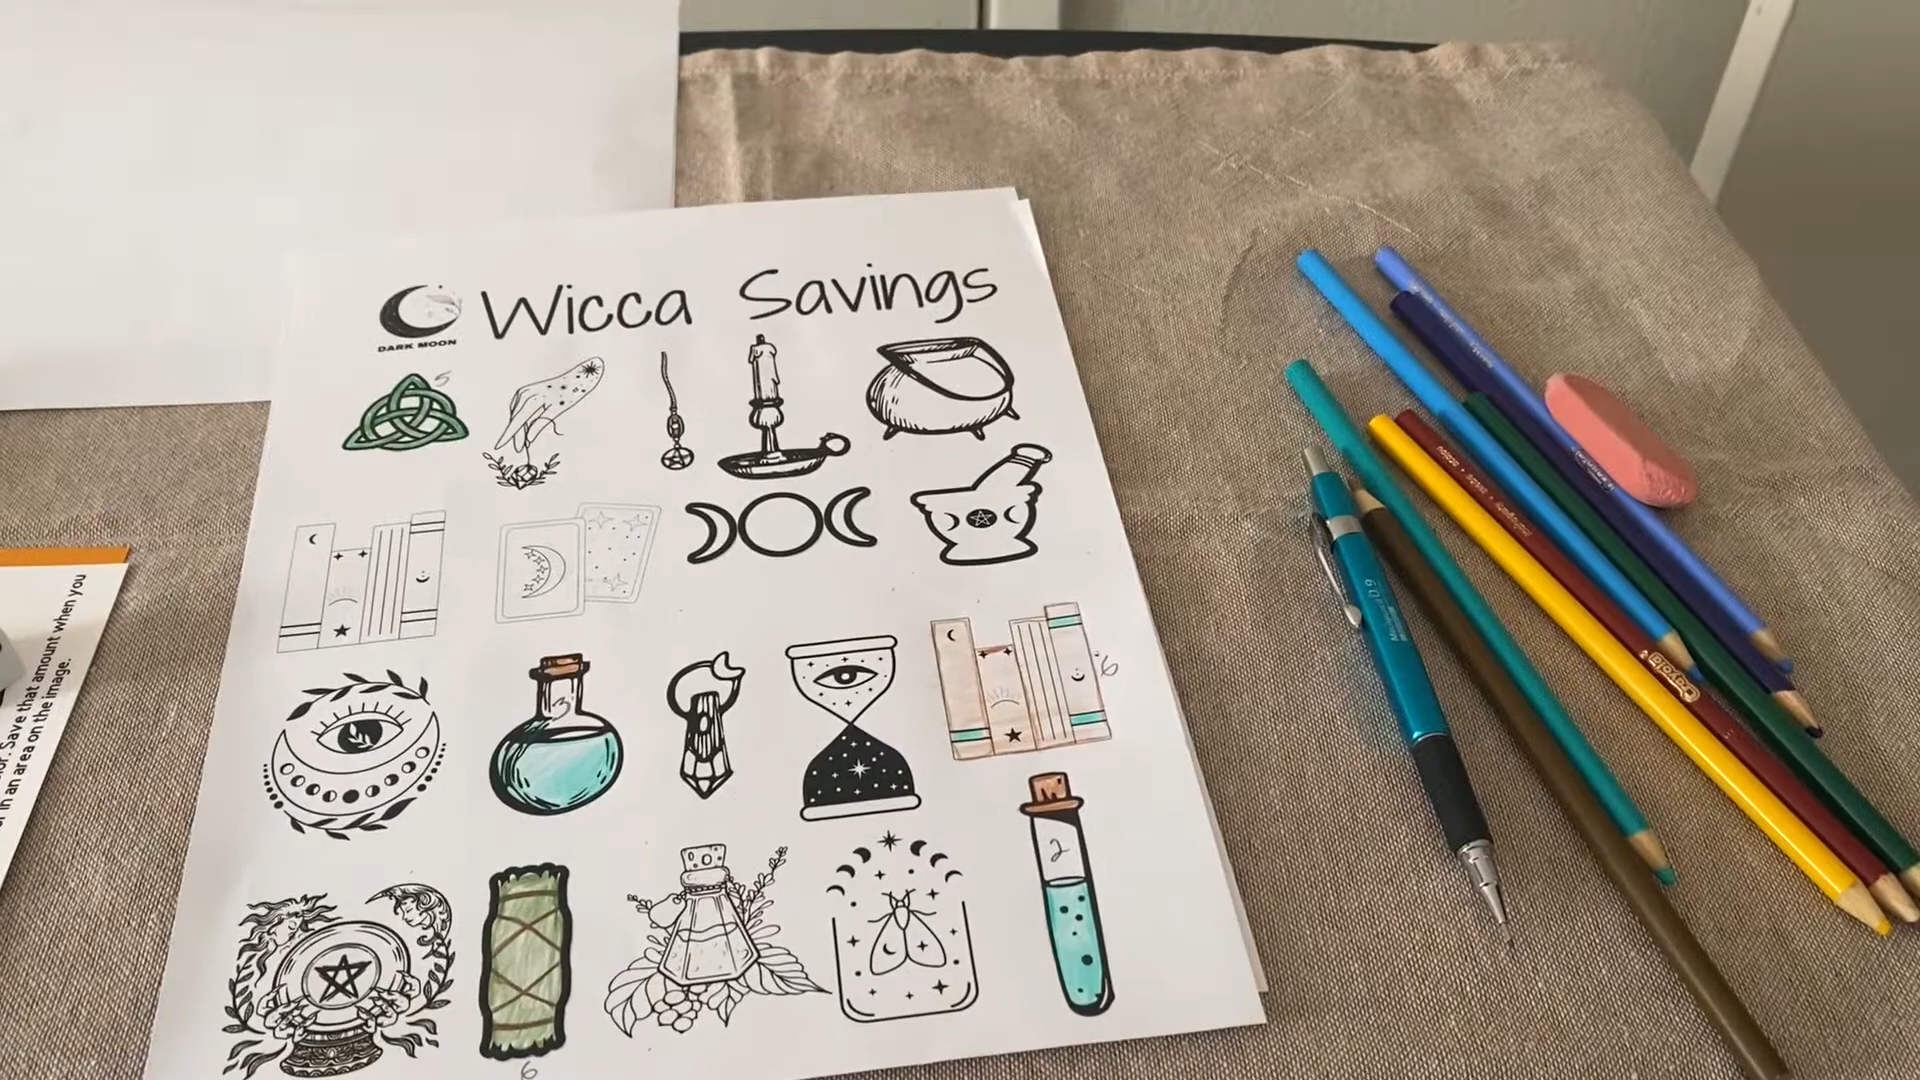 Wicca Savings
DARK MOON
5
6
3
2
6
Save that amount when you
in an area on the image.
Mechanical 0.9
Crayola